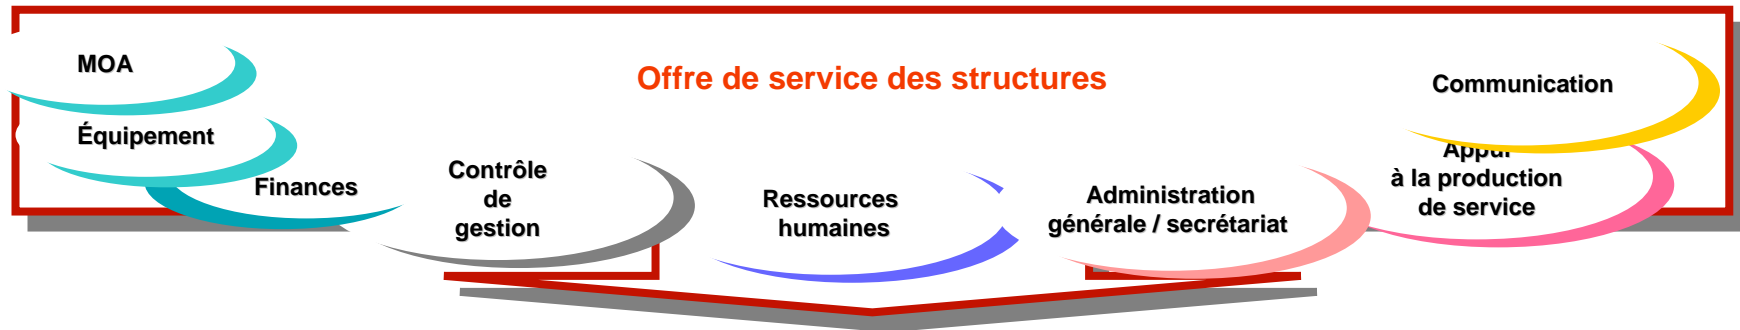 Offre de service des structures
MOA
Équipement
Finances
Contrôle
de
gestion
Ressources
humaines
Administration
générale / secrétariat
Appui
à la production
de service
Communication